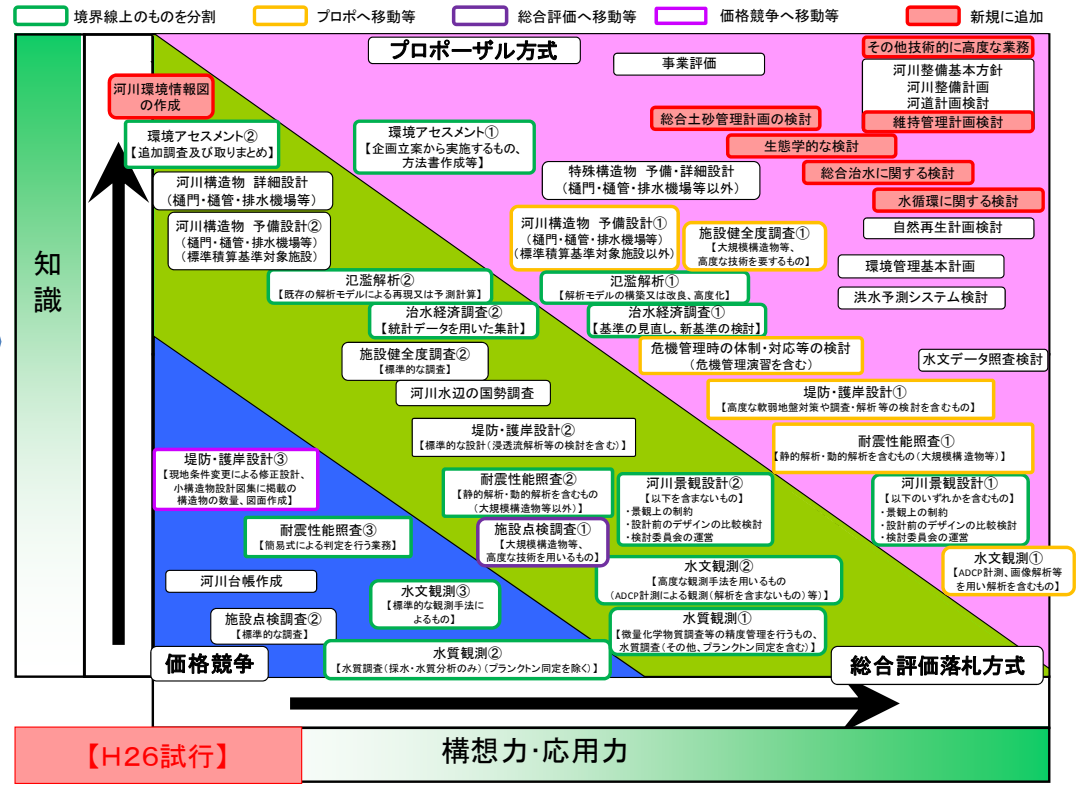 境界線上のものを分割
プロポへ移動等
総合評価へ移動等
価格競争へ移動等
新規に追加
プロポーザル方式
事業評価
その他技術的に高度な業務
河川整備基本方針
河川整備計画
河道計画検討
維持管理計画検討
河川環境情報図
の作成
総合土砂管理計画の検討
環境アセスメント②
【追加調査及び取りまとめ】
環境アセスメント①
【企画立案から実施するもの、
方法書作成等】
生態学的な検討
総合治水に関する検討
河川構造物 詳細設計
(樋門・樋管・排水機場等)
特殊構造物 予備・詳細設計
(樋門・樋管・排水機場等以外)
水循環に関する検討
河川構造物 予備設計②
(樋門・樋管・排水機場等)
(標準積算基準対象施設)
河川構造物 予備設計①
(樋門・樋管・排水機場等)
(標準積算基準対象施設以外)
施設健全度調査①
【大規模構造物等、
高度な技術を要するもの】
自然再生計画検討
知識
環境管理基本計画
氾濫解析②
【既存の解析モデルによる再現又は予測計算】
氾濫解析①
【解析モデルの構築又は改良、高度化】
洪水予測システム検討
治水経済調査②
【統計データを用いた集計】
治水経済調査①
【基準の見直し、新基準の検討】
施設健全度調査②
【標準的な調査】
危機管理時の体制・対応等の検討
(危機管理演習を含む)
水文データ照査検討
河川水辺の国勢調査
堤防・護岸設計①
【高度な軟弱地盤対策や調査・解析等の検討を含むもの】
堤防・護岸設計②
【標準的な設計(浸透流解析等の検討を含む)】
耐震性能照査①
【静的解析・動的解析を含むもの(大規模構造物等)】
堤防・護岸設計③
【現地条件変更による修正設計、
小構造物設計図集に掲載の
構造物の数量、図面作成】
耐震性能照査②
【静的解析・動的解析を含むもの
(大規模構造物等以外)】
河川景観設計②
【以下を含まないもの】
・景観上の制約
・設計前のデザインの比較検討
・検討委員会の運営
河川景観設計①
【以下のいずれかを含むもの】
・景観上の制約
・設計前のデザインの比較検討
・検討委員会の運営
耐震性能照査③
【簡易式による判定を行う業務】
施設点検調査①
【大規模構造物等、
高度な技術を用いるもの】
水文観測①
【ADCP計測、画像解析等
を用い解析を含むもの】
河川台帳作成
水文観測③
【標準的な観測手法に
よるもの】
水文観測②
【高度な観測手法を用いるもの
(ADCP計測による観測(解析を含まないもの)等)】
施設点検調査②
【標準的な調査】
水質観測①
【微量化学物質調査等の精度管理を行うもの、
水質調査(その他、プランクトン同定を含む)】
水質観測②
【水質調査(採水・水質分析のみ)(プランクトン同定を除く)】
価格競争
総合評価落札方式
【H26試行】
構想力・応用力